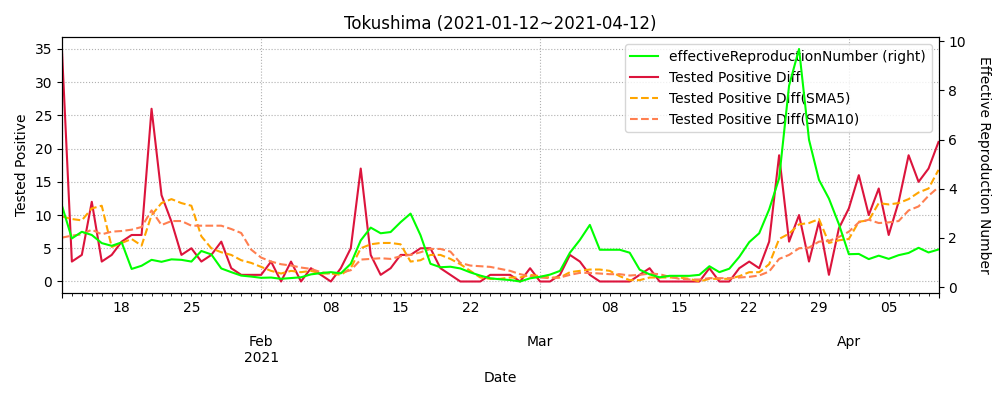 Tokushima (2021-01-12~2021-04-12)
effectiveReproductionNumber (right)
Tested Positive Diff
Tested Positive Diff(SMA5)
Tested Positive Diff(SMA10)
Tested Positive
35
30
25
20
15
10
5
0
Effective Reproduction Number
10
8
6
4
2
0
18
25
Feb
2021
08
15
22
Mar
08
15
22
29
Apr
05
Date